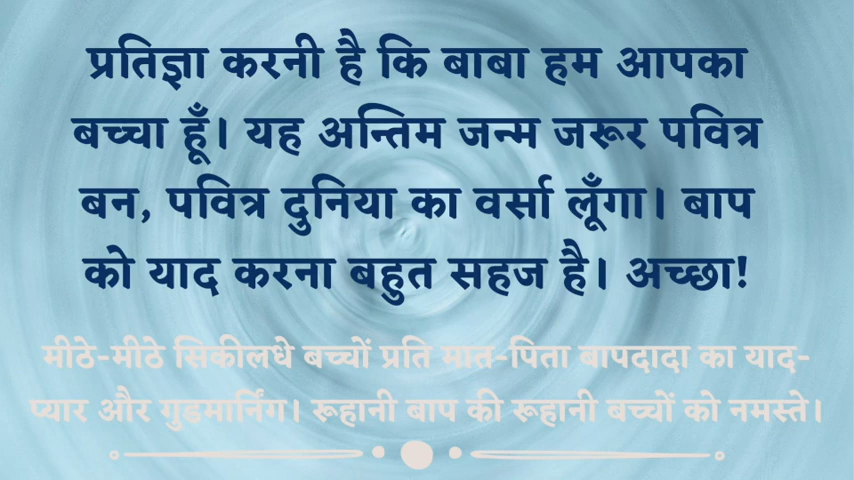 प्रतिज्ञा करनी है कि बाबा हम आपका
बच्चा हूँ। यह अन्तिम जन्म जरूर पवित्र
बन, पवित्र दुनिया का वर्सा लूँगा। बाप
को याद करना बहुत सहज है। अच्छा!
मीठे-मीठे सिकीलधे बच्चों प्रति मात-पिता बापदादा का याद-
प्यार और गुडमार्निंग। रूहानी बाप की रूहानी बच्चों को नमस्ते।